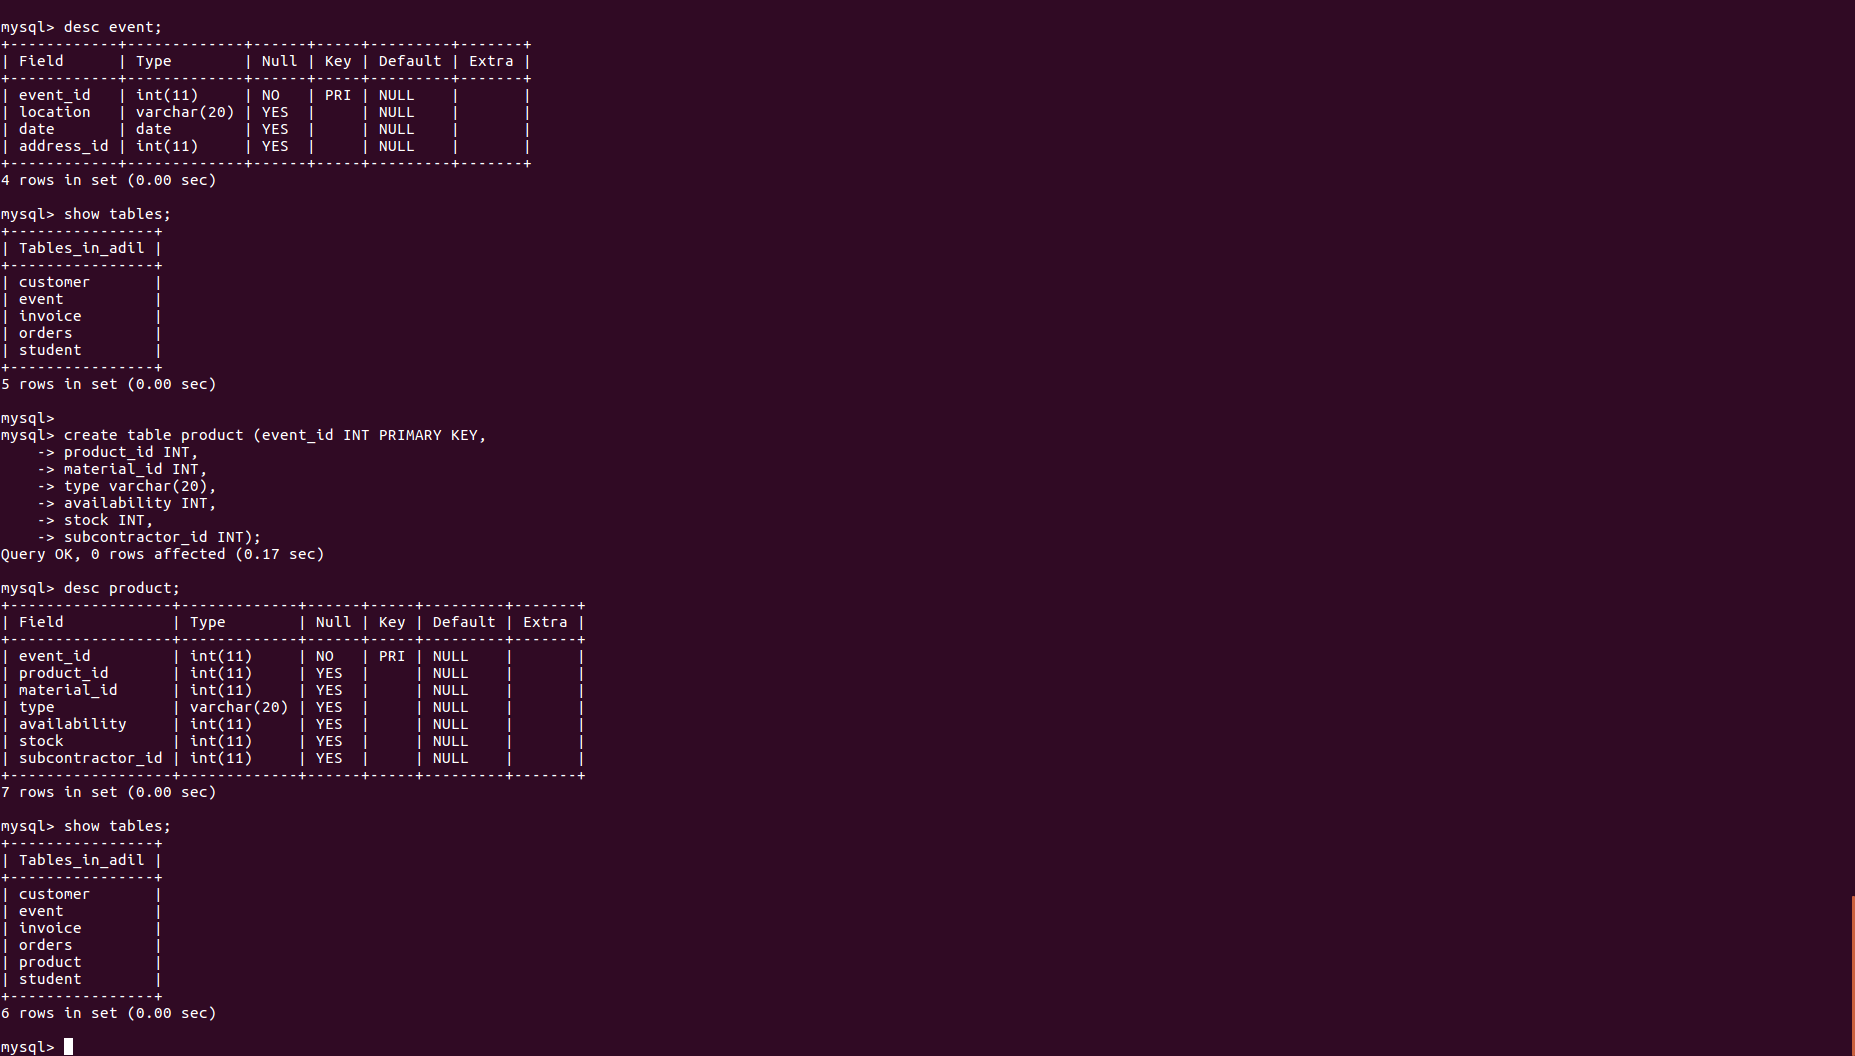 mysql> desc event;
+------------+-------------+------+-----+---------+-------+
| Field      | Type        | Null | Key | Default | Extra |
+------------+-------------+------+-----+---------+-------+
| event_id   | int(11)     | NO   | PRI | NULL    |       |
| location   | varchar(20) | YES  |     | NULL    |       |
| date       | date        | YES  |     | NULL    |       |
| address_id | int(11)     | YES  |     | NULL    |       |
+------------+-------------+------+-----+---------+-------+
4 rows in set (0.00 sec)

mysql> show tables;
+----------------+
| Tables_in_adil |
+----------------+
| customer       |
| event          |
| invoice        |
| orders         |
| student        |
+----------------+
5 rows in set (0.00 sec)

mysql>
mysql> create table product (event_id INT PRIMARY KEY,
    -> product_id INT,
    -> material_id INT,
    -> type varchar(20),
    -> availability INT,
    -> stock INT,
    -> subcontractor_id INT);
Query OK, 0 rows affected (0.17 sec)

mysql> desc product;
+------------------+-------------+------+-----+---------+-------+
| Field            | Type        | Null | Key | Default | Extra |
+------------------+-------------+------+-----+---------+-------+
| event_id         | int(11)     | NO   | PRI | NULL    |       |
| product_id       | int(11)     | YES  |     | NULL    |       |
| material_id      | int(11)     | YES  |     | NULL    |       |
| type             | varchar(20) | YES  |     | NULL    |       |
| availability     | int(11)     | YES  |     | NULL    |       |
| stock            | int(11)     | YES  |     | NULL    |       |
| subcontractor_id | int(11)     | YES  |     | NULL    |       |
+------------------+-------------+------+-----+---------+-------+
7 rows in set (0.00 sec)

mysql> show tables;
+----------------+
| Tables_in_adil |
+----------------+
| customer       |
| event          |
| invoice        |
| orders         |
| product        |
| student        |
+----------------+
6 rows in set (0.00 sec)

mysql>